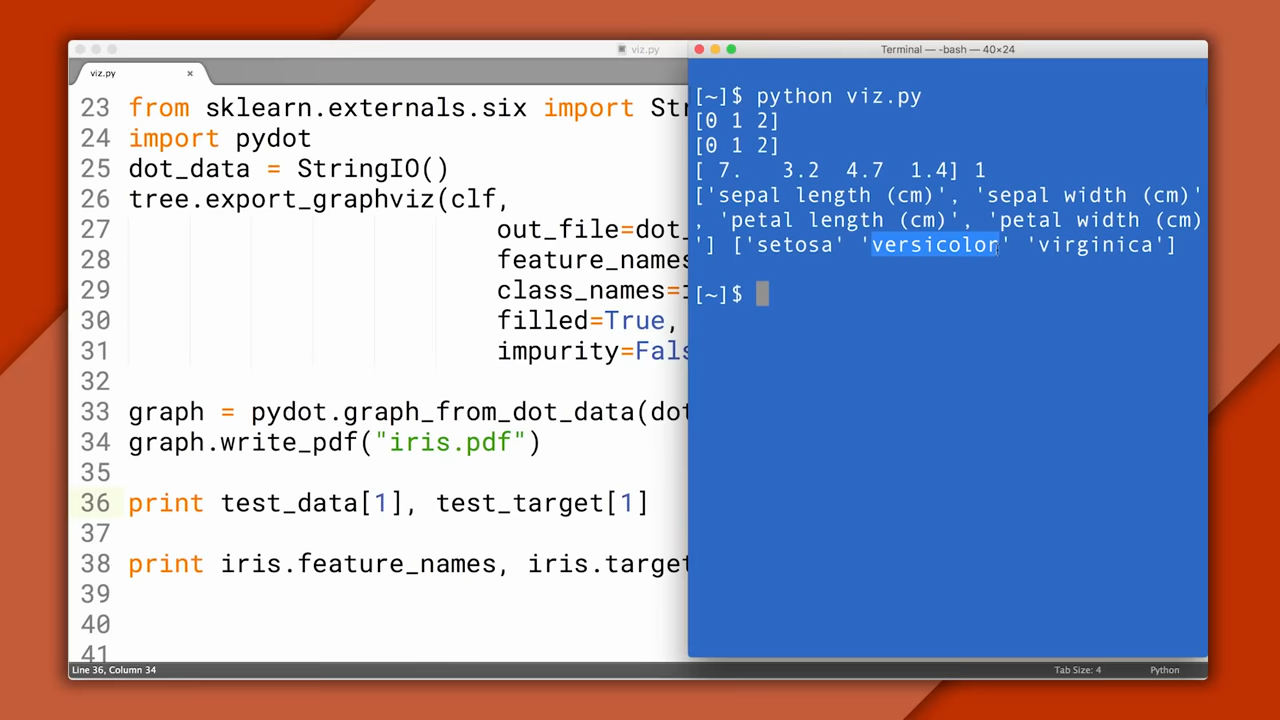 viz.py
viz.py ×
23 from sklearn.externals.six import Str
24 import pydot
25 dot_data = StringIO()
26 tree.export_graphviz(clf,
27 out_file=dot_
28 feature_names
29 class_names=i
30 filled=True,
31 impurity=Fals
32
33 graph = pydot.graph_from_dot_data(dot
34 graph.write_pdf("iris.pdf")
35
36 print test_data[1], test_target[1]
37
38 print iris.feature_names, iris.target
39
40
41
Line 36, Column 34
Tab Size: 4
Python
Terminal — -bash — 40×24
[~]$ python viz.py
[0 1 2]
[0 1 2]
[ 7. 3.2 4.7 1.4] 1
['sepal length (cm)', 'sepal width (cm)'
, 'petal length (cm)', 'petal width (cm)
'] ['setosa' 'versicolor' 'virginica']
[~]$